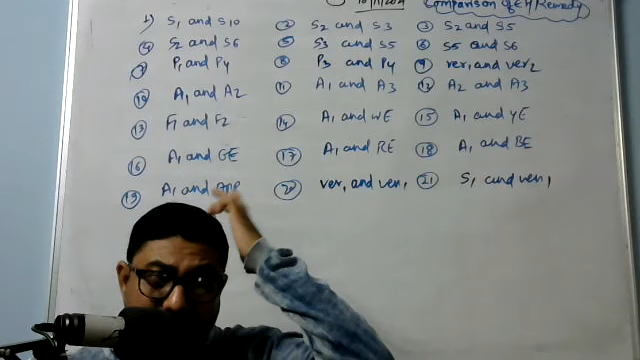 Comparison of EH Remedy
1) S1 and S10 ② S2 and S3 ③ S2 and S5
④ S2 and S6 ⑤ S3 and S5 ⑥ S5 and S6
⑦ P1 and P4 ⑧ P3 and P4 ⑨ ver1 and ver2
⑩ A1 and A2 ⑪ A1 and A3 ⑫ A2 and A3
⑬ F1 and F2 ⑭ A1 and WE ⑮ A1 and YE
⑯ A1 and GE ⑰ A1 and RE ⑱ A1 and BE
⑲ A1 and ⑳ ver1 and ven1 ㉑ S1 and ven1